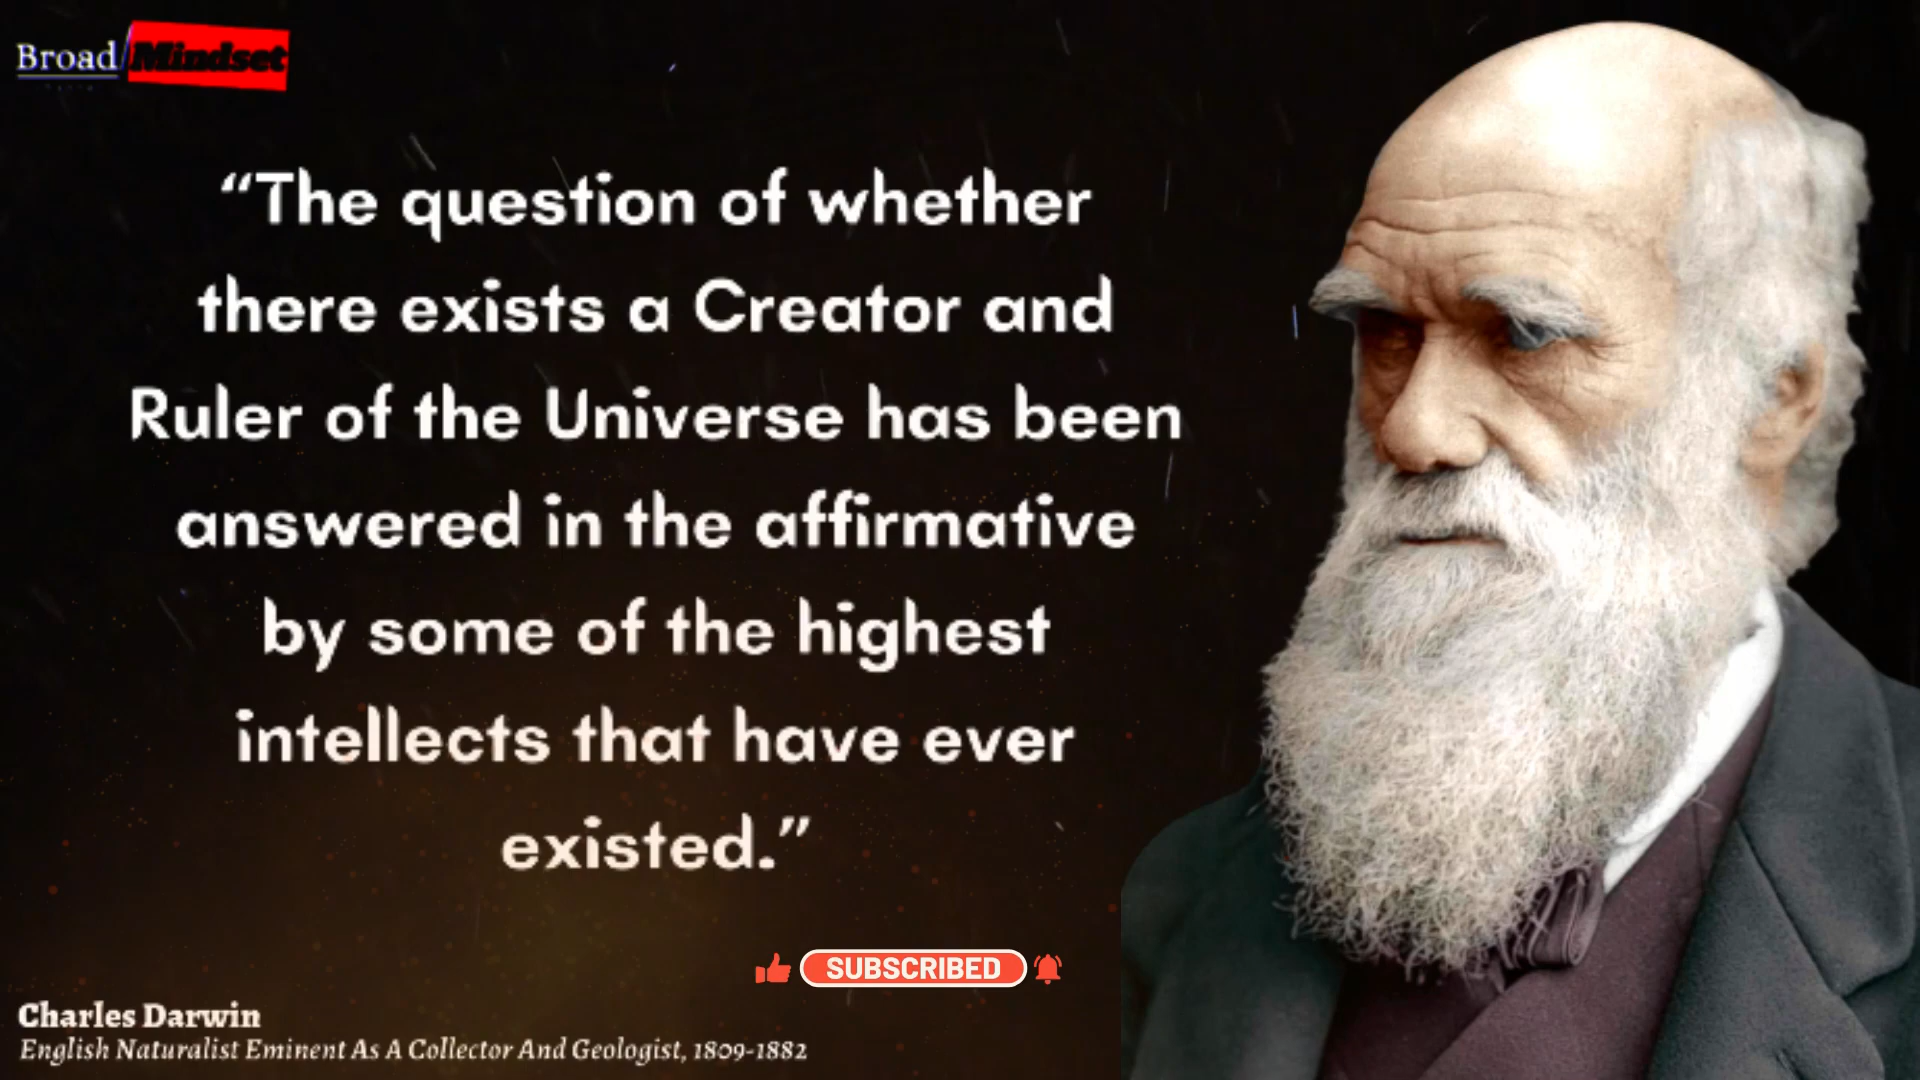 Broad Mindset
“The question of whether
there exists a Creator and
Ruler of the Universe has been
answered in the affirmative
by some of the highest
intellects that have ever
existed.”
SUBSCRIBED
Charles Darwin
English Naturalist Eminent As A Collector And Geologist, 1809-1882